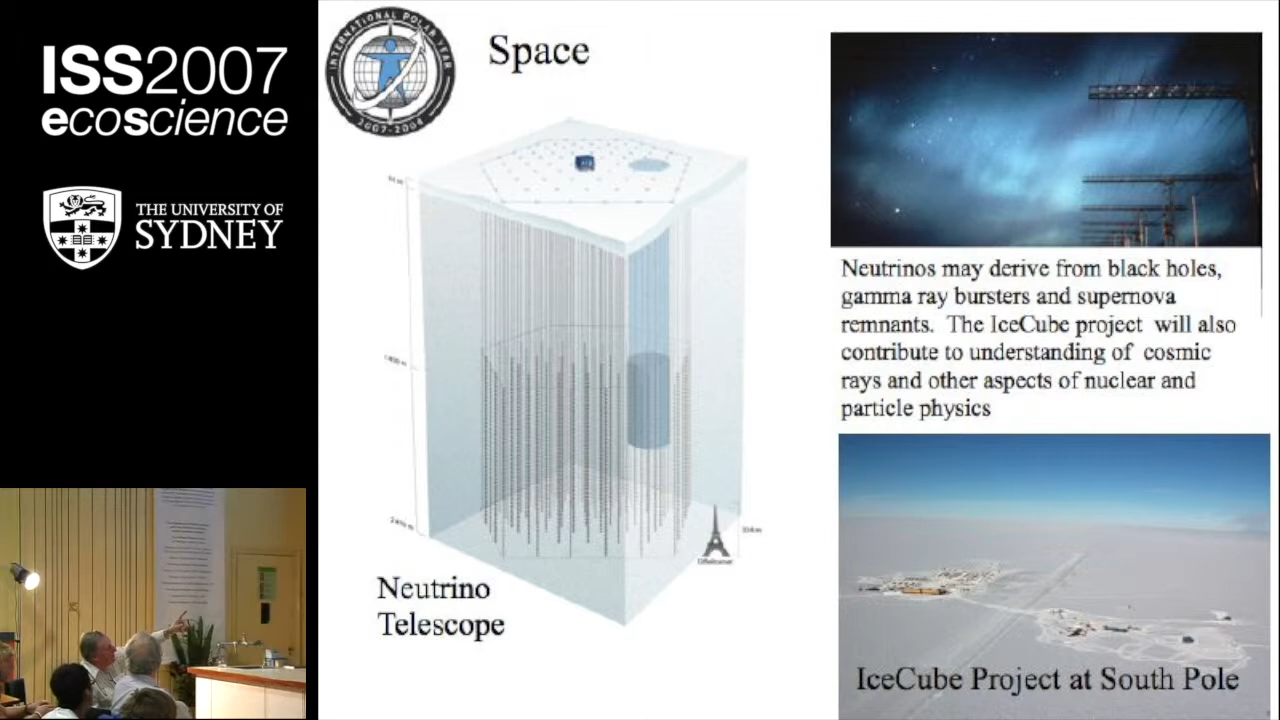 ISS2007
ecoscience
THE UNIVERSITY OF
SYDNEY
INTERNATIONAL POLAR YEAR
Space
Neutrinos may derive from black holes,
gamma ray bursters and supernova
remnants. The IceCube project will also
contribute to understanding of cosmic
rays and other aspects of nuclear and
particle physics
Neutrino
Telescope
IceCube Project at South Pole